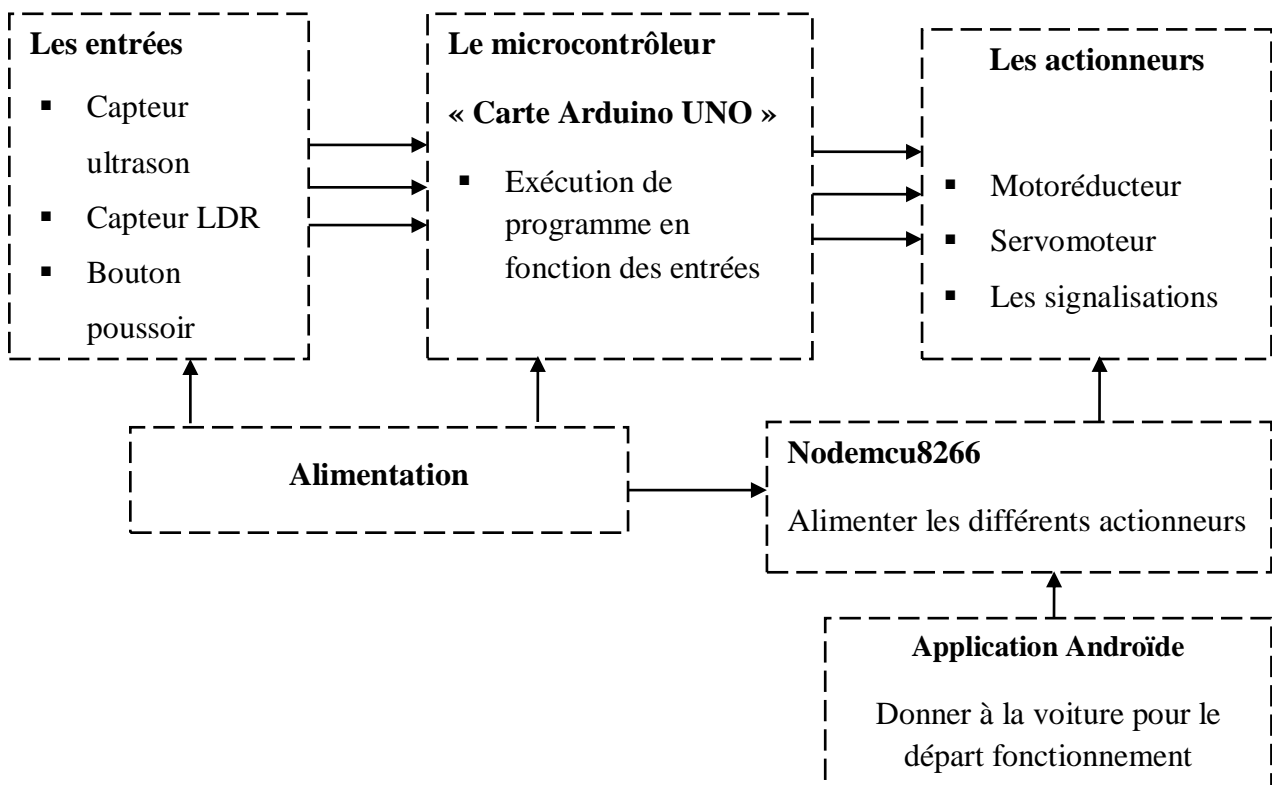 Les entrées
▪ Capteur
ultrason
▪ Capteur LDR
▪ Bouton
poussoir
Le microcontrôleur
« Carte Arduino UNO »
▪ Exécution de
programme en
fonction des entrées
Les actionneurs
▪ Motoréducteur
▪ Servomoteur
▪ Les signalisations
Alimentation
Nodemcu8266
Alimenter les différents actionneurs
Application Androïde
Donner à la voiture pour le
départ fonctionnement